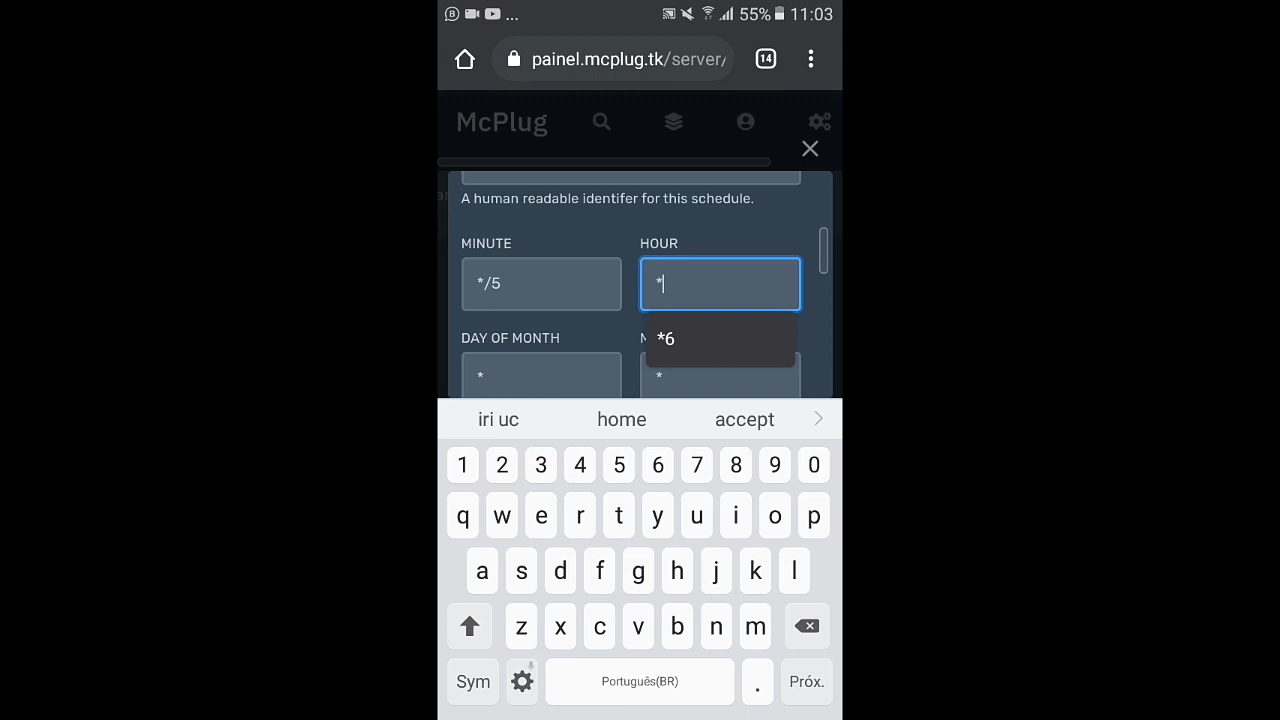 ... 55% 11:03
painel.mcplug.tk/server/ 14
McPlug
A human readable identifer for this schedule.
MINUTE HOUR
*/5 *
*6
DAY OF MONTH
* *
iri uc home accept
1 2 3 4 5 6 7 8 9 0
q w e r t y u i o p
a s d f g h j k l
z x c v b n m
Sym Português(BR) . Próx.